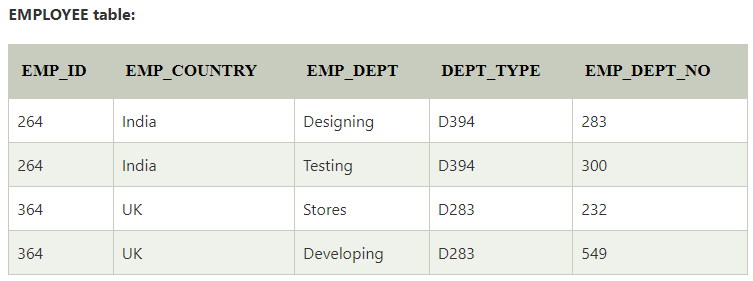 EMPLOYEE table:
EMP_ID EMP_COUNTRY EMP_DEPT DEPT_TYPE EMP_DEPT_NO
264 India Designing D394 283
264 India Testing D394 300
364 UK Stores D283 232
364 UK Developing D283 549